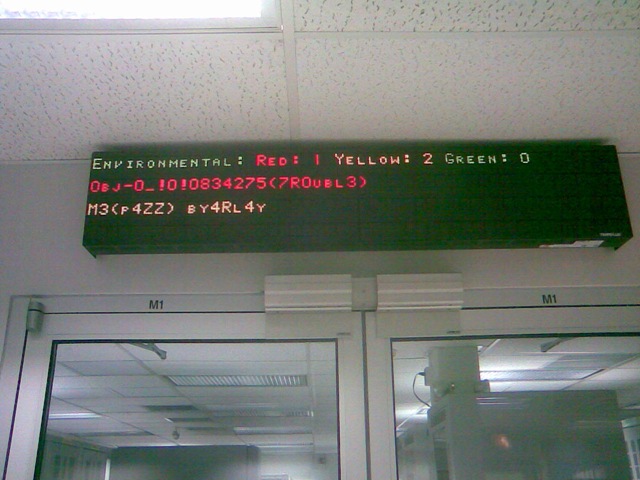 ENVIRONMENTAL: RED: 1 YELLOW: 2 GREEN: 0
OBJ-0_!0!0834275(7ROUBL3)
M3(P4ZZ) BY4RL4Y
M1
M1